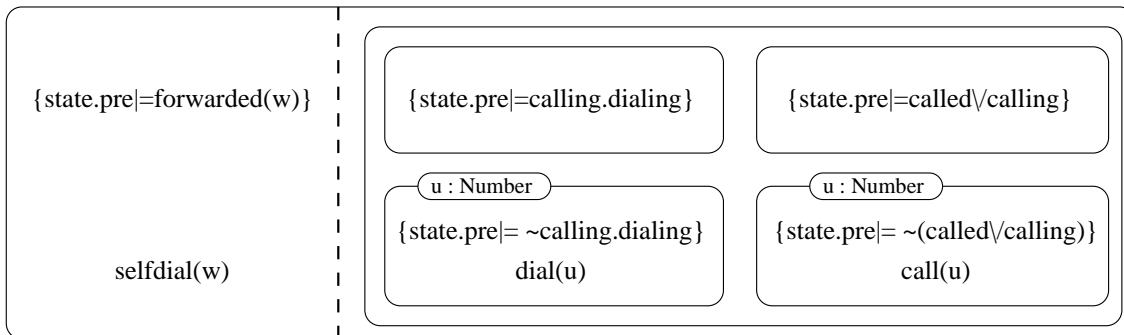 {state.pre|=forwarded(w)}
{state.pre|=calling.dialing}
{state.pre|=called\/calling}
u : Number
u : Number
{state.pre|= ~calling.dialing}
{state.pre|= ~(called\/calling)}
selfdial(w)
dial(u)
call(u)